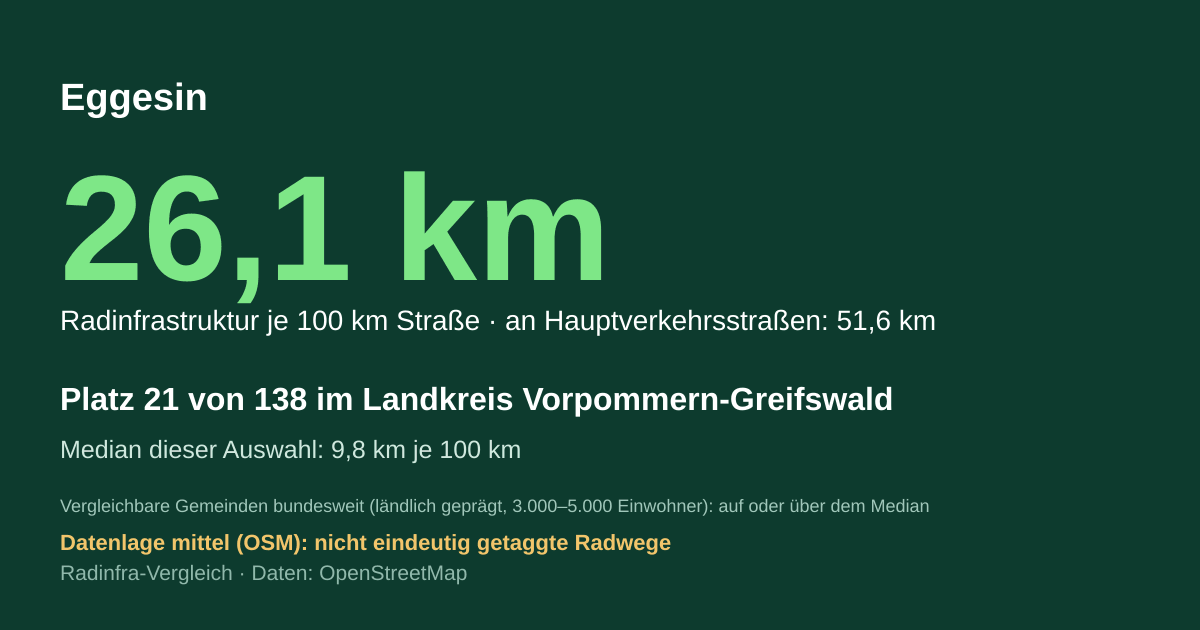 Eggesin
26,1 km
Radinfrastruktur je 100 km Straße · an Hauptverkehrsstraßen: 51,6 km
Platz 21 von 138 im Landkreis Vorpommern-Greifswald
Median dieser Auswahl: 9,8 km je 100 km
Vergleichbare Gemeinden bundesweit (ländlich geprägt, 3.000–5.000 Einwohner): auf oder über dem Median
Datenlage mittel (OSM): nicht eindeutig getaggte Radwege
Radinfra-Vergleich · Daten: OpenStreetMap